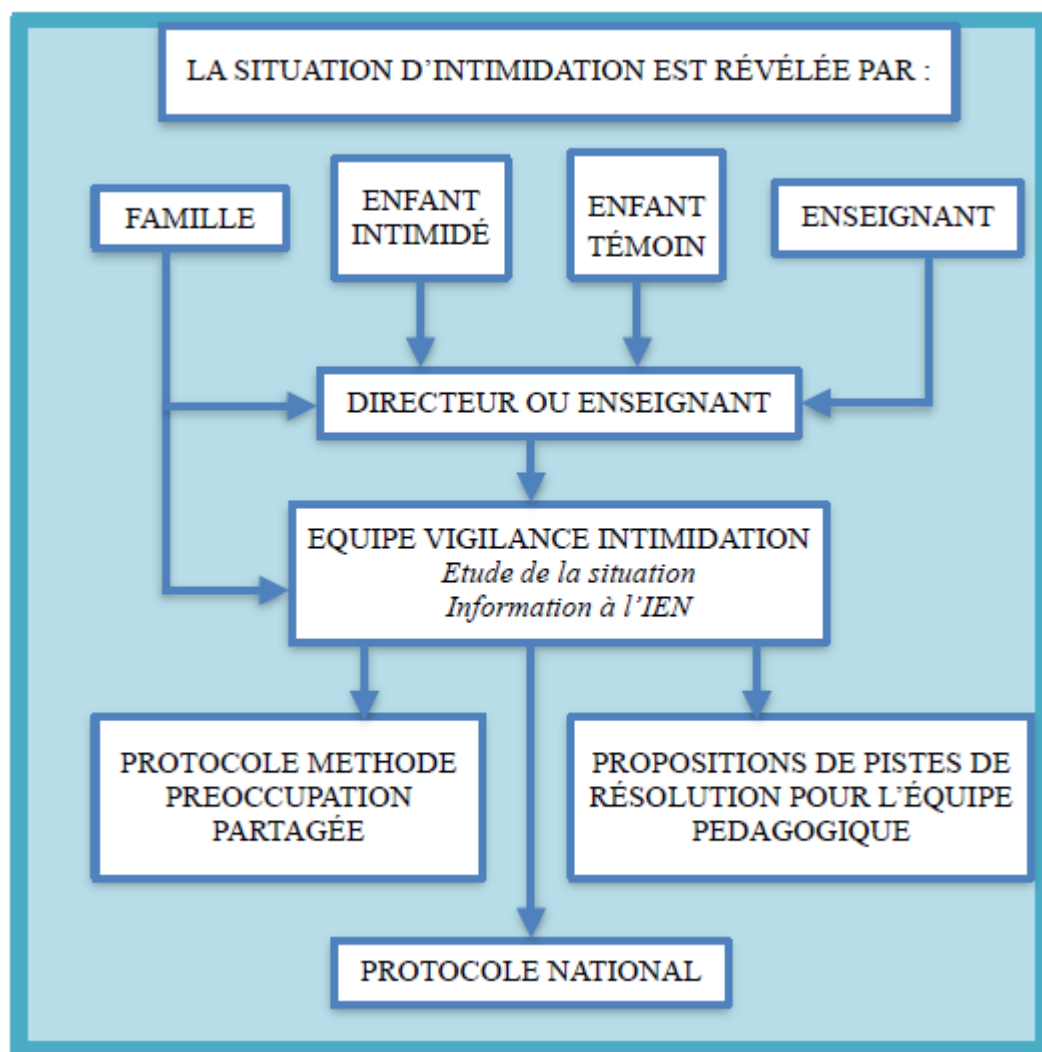 LA SITUATION D’INTIMIDATION EST RÉVÉLÉE PAR :
FAMILLE
ENFANT
INTIMIDÉ
ENFANT
TÉMOIN
ENSEIGNANT
DIRECTEUR OU ENSEIGNANT
EQUIPE VIGILANCE INTIMIDATION
Etude de la situation
Information à l’IEN
PROTOCOLE METHODE
PREOCCUPATION
PARTAGÉE
PROPOSITIONS DE PISTES DE
RÉSOLUTION POUR L’ÉQUIPE
PEDAGOGIQUE
PROTOCOLE NATIONAL